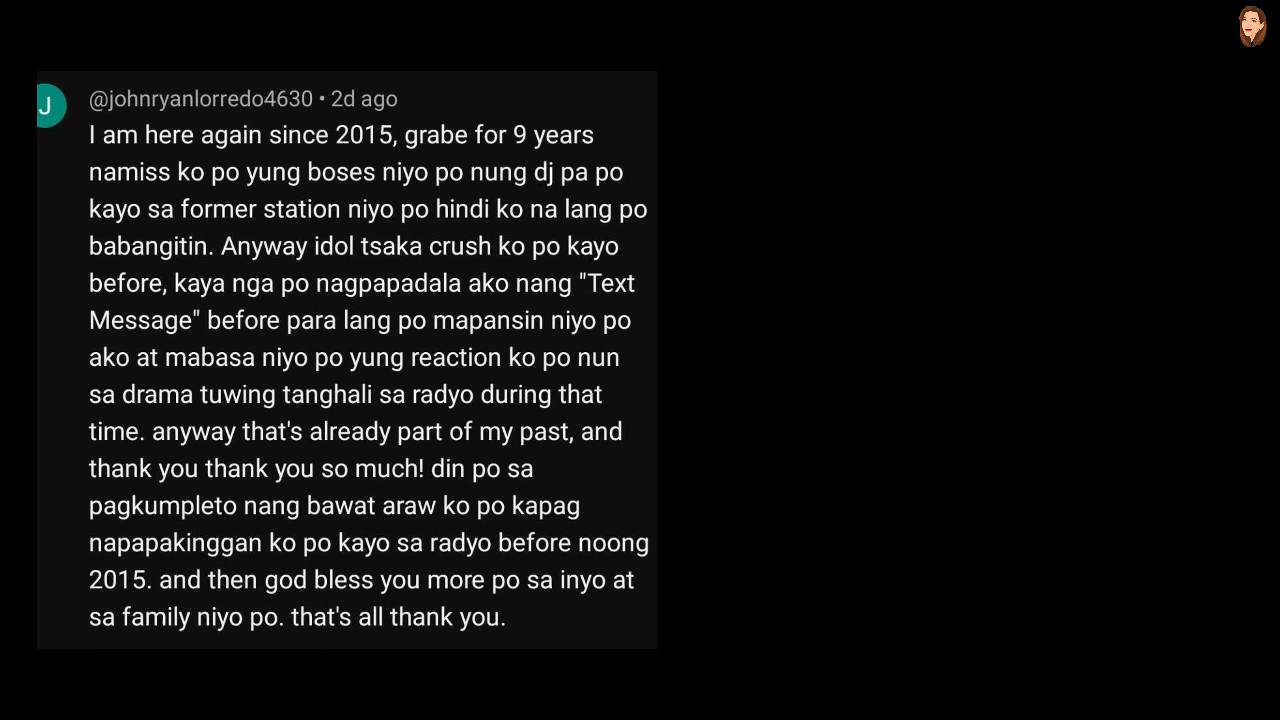 J
@johnryanlorredo4630 • 2d ago
I am here again since 2015, grabe for 9 years
namiss ko po yung boses niyo po nung dj pa po
kayo sa former station niyo po hindi ko na lang po
babangitin. Anyway idol tsaka crush ko po kayo
before, kaya nga po nagpapadala ako nang "Text
Message" before para lang po mapansin niyo po
ako at mabasa niyo po yung reaction ko po nun
sa drama tuwing tanghali sa radyo during that
time. anyway that's already part of my past, and
thank you thank you so much! din po sa
pagkumpleto nang bawat araw ko po kapag
napapakinggan ko po kayo sa radyo before noong
2015. and then god bless you more po sa inyo at
sa family niyo po. that's all thank you.